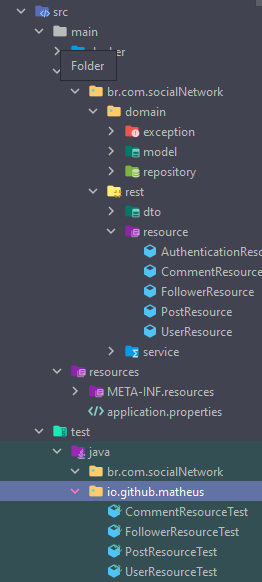 src
main
Folder
br.com.socialNetwork
domain
exception
model
repository
rest
dto
resource
AuthenticationReso
CommentResource
FollowerResource
PostResource
UserResource
service
resources
META-INF.resources
application.properties
test
java
br.com.socialNetwork
io.github.matheus
CommentResourceTest
FollowerResourceTest
PostResourceTest
UserResourceTest